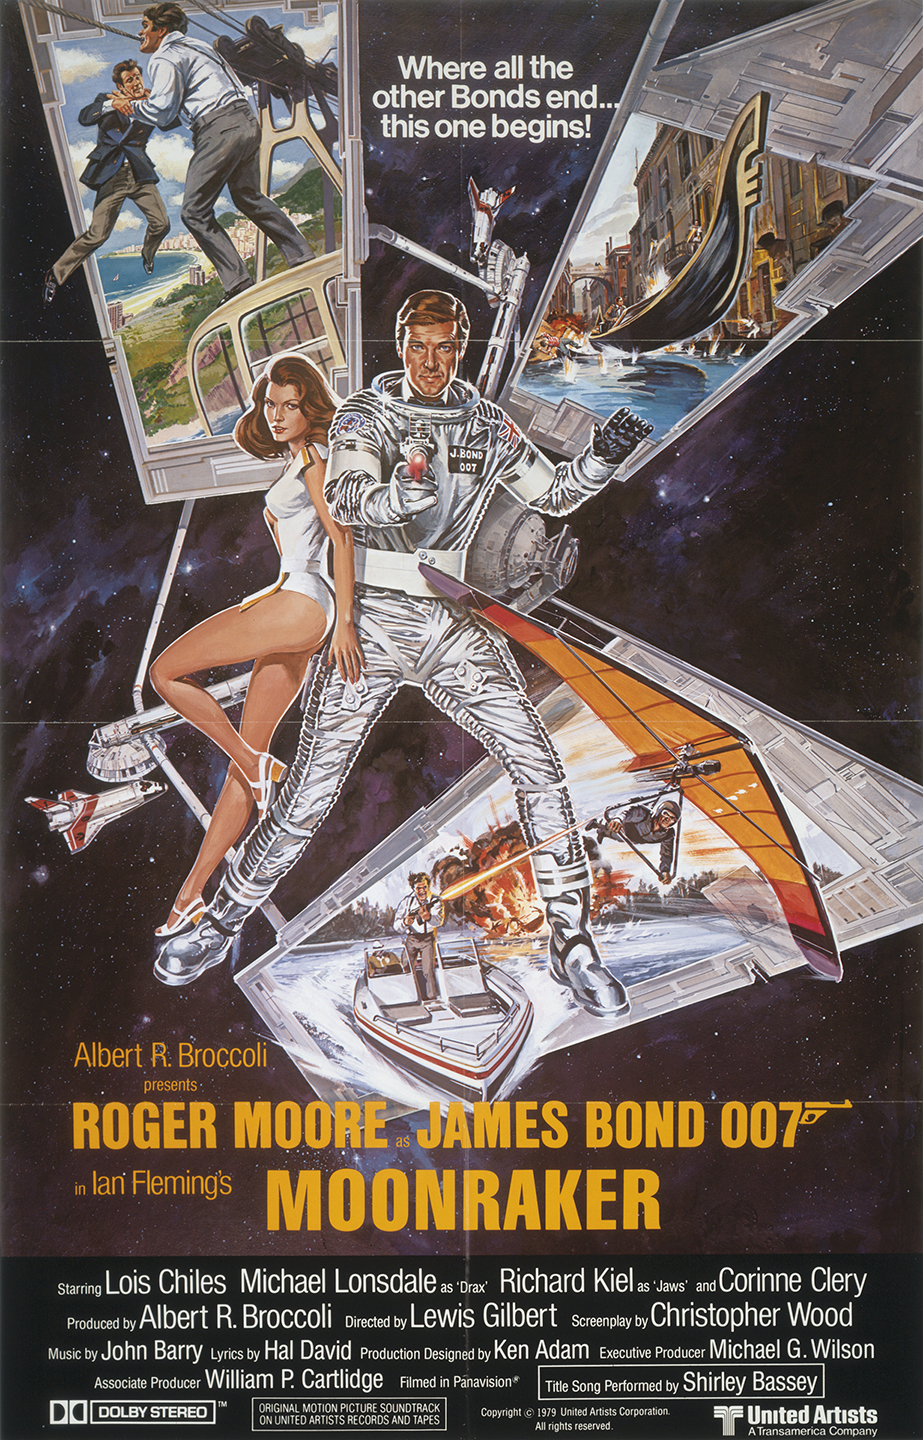 Where all the
other Bonds end...
this one begins!
J.BOND
007
Albert R. Broccoli
presents
ROGER MOORE as JAMES BOND 007
in Ian Fleming's
MOONRAKER
Starring Lois Chiles Michael Lonsdale as 'Drax' Richard Kiel as 'Jaws' and Corinne Clery
Produced by Albert R. Broccoli Directed by Lewis Gilbert Screenplay by Christopher Wood
Music by John Barry Lyrics by Hal David Production Designed by Ken Adam Executive Producer Michael G. Wilson
Associate Producer William P. Cartlidge Filmed in Panavision® Title Song Performed by Shirley Bassey
DOLBY STEREO™
ORIGINAL MOTION PICTURE SOUNDTRACK
ON UNITED ARTISTS RECORDS AND TAPES
Copyright © 1979 United Artists Corporation.
All rights reserved.
United Artists
A Transamerica Company